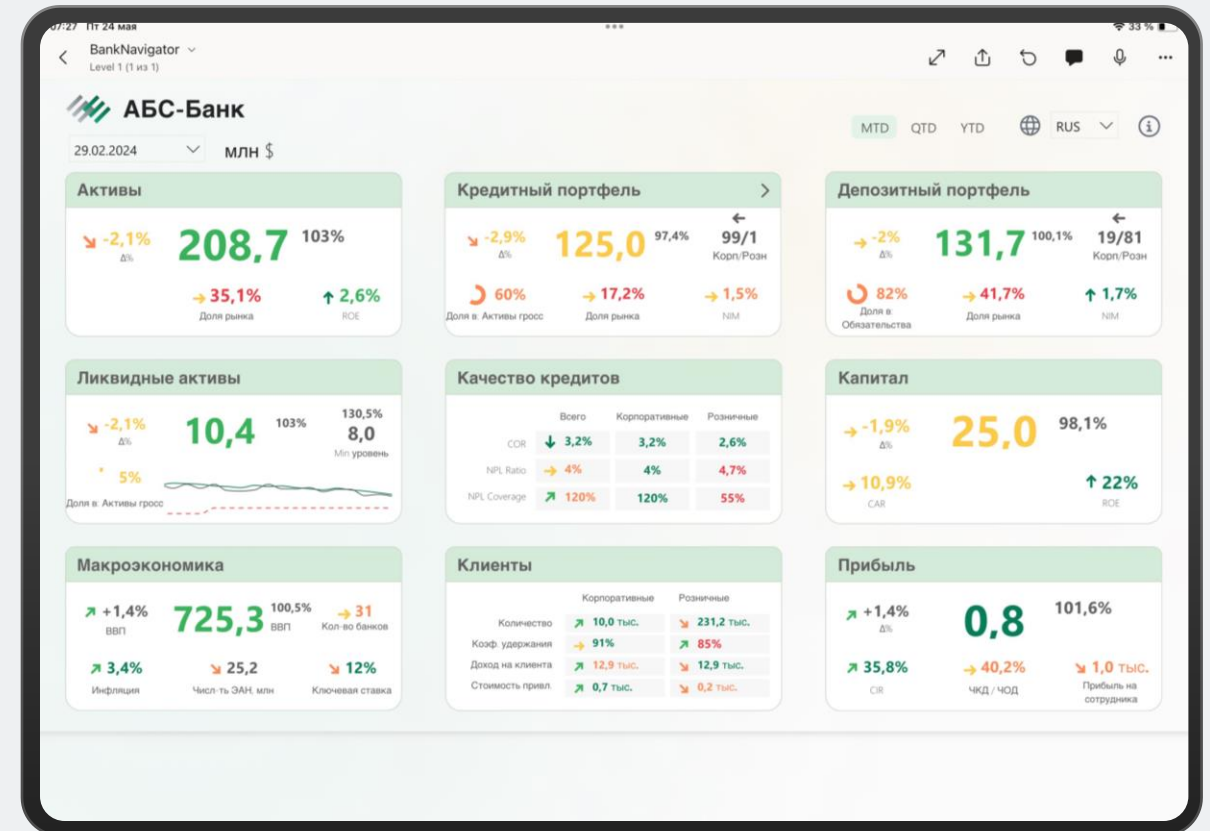 07:27 Пт 24 мая
33 %
BankNavigator
Level 1 (1 из 1)
АБС-Банк
29.02.2024
млн $
MTD QTD YTD RUS
Активы
-2,1% 208,7 103%
Δ%
35,1% 2,6%
Доля рынка ROE
Кредитный портфель
-2,9% 125,0 97,4% 99/1
Δ% Корп/Розн
60% 17,2% 1,5%
Доля в: Активы гросс Доля рынка NIM
Депозитный портфель
-2% 131,7 100,1% 19/81
Δ% Корп/Розн
82% 41,7% 1,7%
Доля в: Доля рынка NIM
Обязательства
Ликвидные активы
-2,1% 10,4 103% 130,5%
Δ% 8,0
Min уровень
5%
Доля в: Активы гросс
Качество кредитов
Всего Корпоративные Розничные
COR 3,2% 3,2% 2,6%
NPL Ratio 4% 4% 4,7%
NPL Coverage 120% 120% 55%
Капитал
-1,9% 25,0 98,1%
Δ%
10,9% 22%
CAR ROE
Макроэкономика
+1,4% 725,3 100,5% 31
ВВП ВВП Кол-во банков
3,4% 25,2 12%
Инфляция Числ-ть ЭАН, млн Ключевая ставка
Клиенты
Корпоративные Розничные
Количество 10,0 тыс. 231,2 тыс.
Коэф. удержания 91% 85%
Доход на клиента 12,9 тыс. 12,9 тыс.
Стоимость привл. 0,7 тыс. 0,2 тыс.
Прибыль
+1,4% 0,8 101,6%
Δ%
35,8% 40,2% 1,0 тыс.
CIR ЧКД / ЧОД Прибыль на
сотрудника